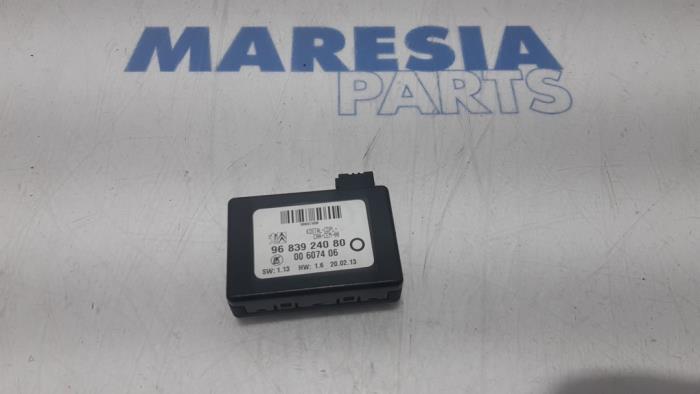 MARESIA
PARTS
96 839 240 80
00 6074 06
SW: 1.13 HW: 1.6 20.02.13